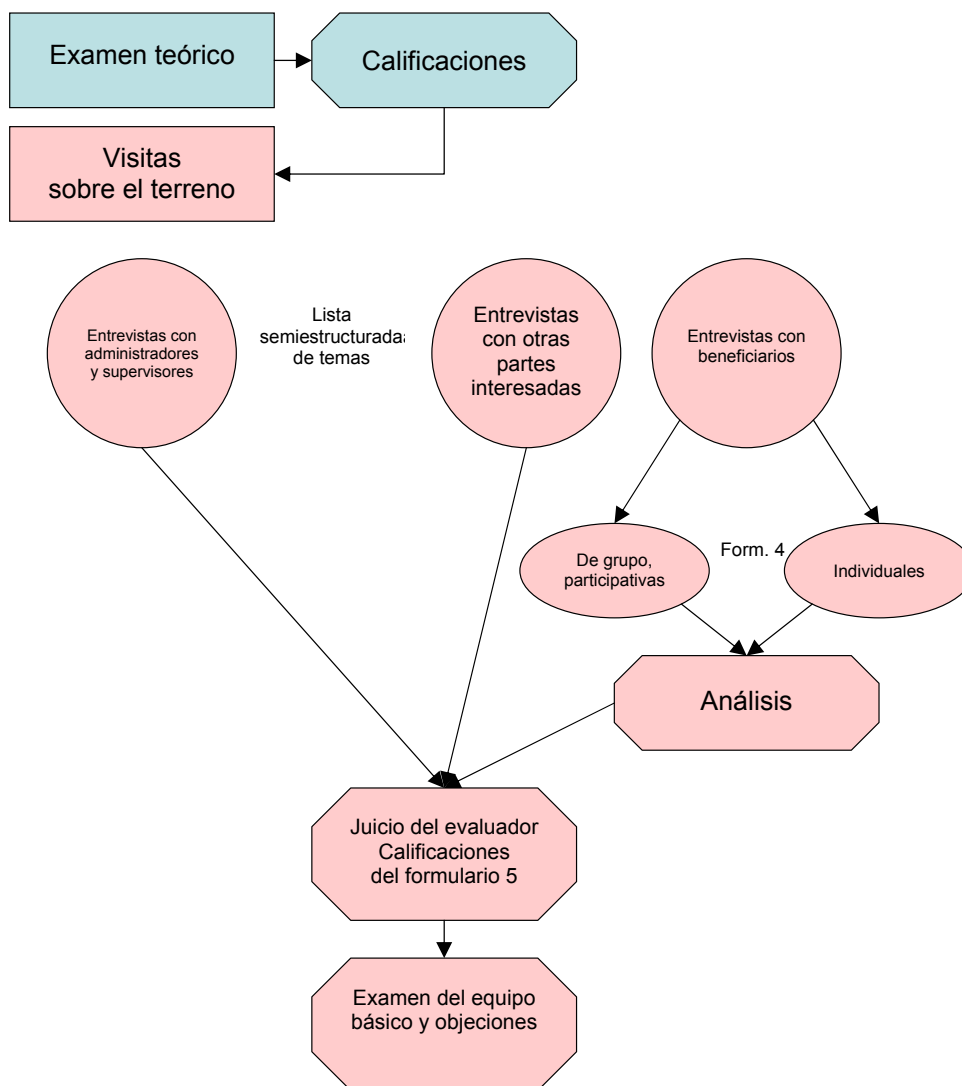 Examen teórico
Calificaciones
Visitas
sobre el terreno
Entrevistas con
administradores
y supervisores
Lista
semiestructurada
de temas
Entrevistas
con otras
partes
interesadas
Entrevistas con
beneficiarios
De grupo,
participativas
Form. 4
Individuales
Análisis
Juicio del evaluador
Calificaciones
del formulario 5
Examen del equipo
básico y objeciones